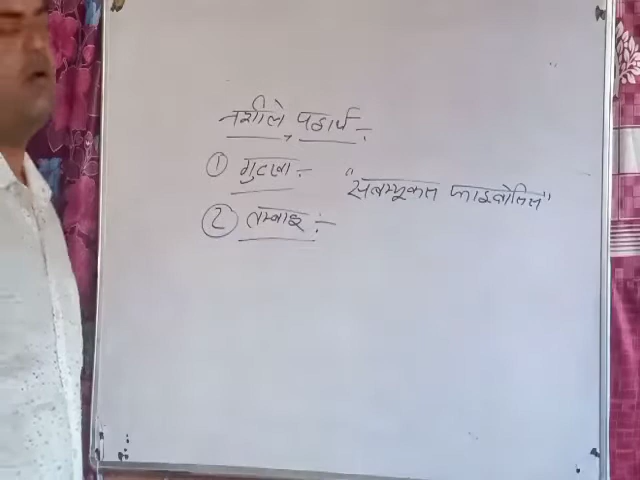 नशीले पदार्थ :-
① गुटखा :-
"सबम्यूकस फाइब्रोसिस"
② तम्बाकू :-